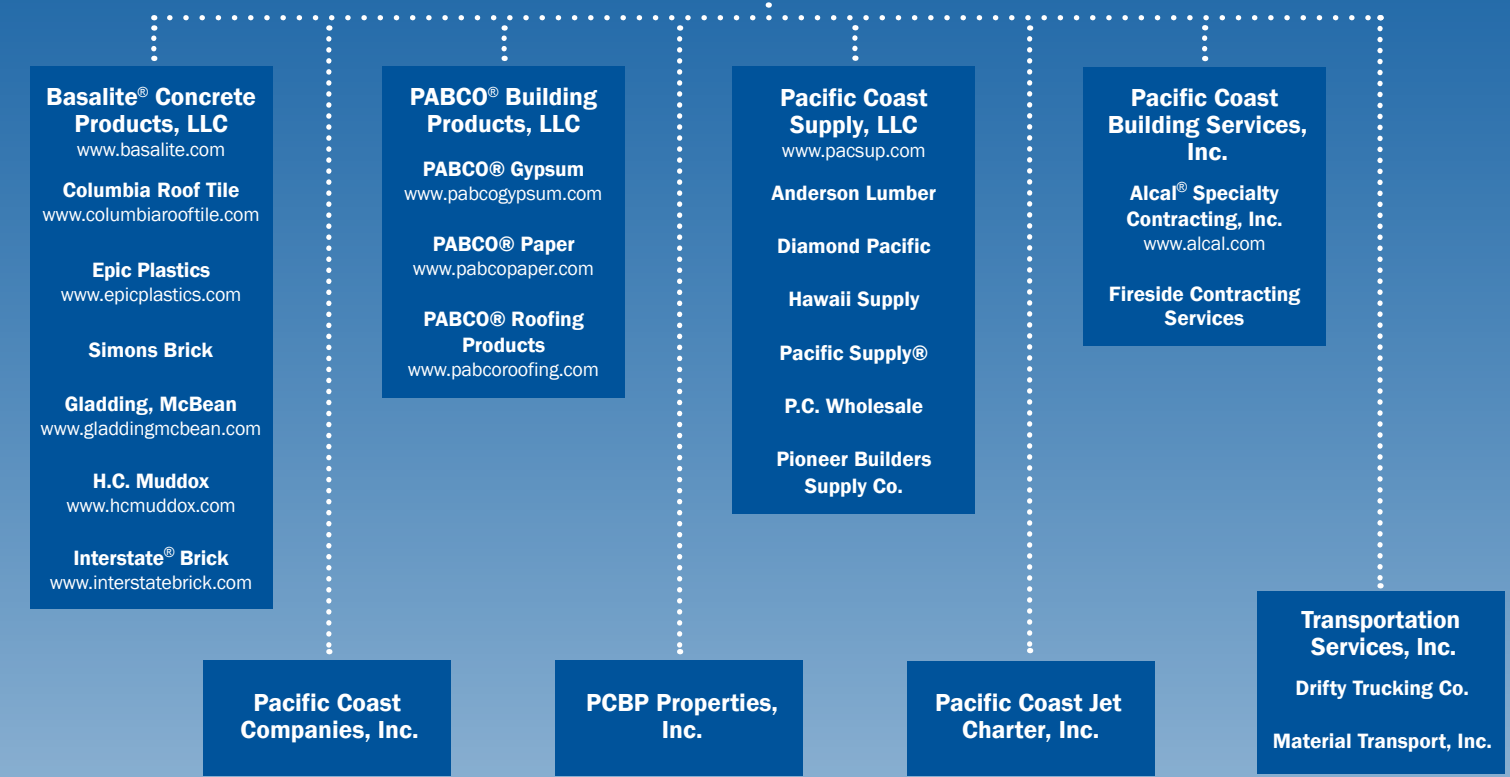 Basalite® Concrete
Products, LLC
www.basalite.com
Columbia Roof Tile
www.columbiarooftile.com
Epic Plastics
www.epicplastics.com
Simons Brick
Gladding, McBean
www.gladdingmcbean.com
H.C. Muddox
www.hcmuddox.com
Interstate® Brick
www.interstatebrick.com
PABCO® Building
Products, LLC
PABCO® Gypsum
www.pabcogypsum.com
PABCO® Paper
www.pabcopaper.com
PABCO® Roofing
Products
www.pabcoroofing.com
Pacific Coast
Supply, LLC
www.pacsup.com
Anderson Lumber
Diamond Pacific
Hawaii Supply
Pacific Supply®
P.C. Wholesale
Pioneer Builders
Supply Co.
Pacific Coast
Building Services,
Inc.
Alcal® Specialty
Contracting, Inc.
www.alcal.com
Fireside Contracting
Services
Pacific Coast
Companies, Inc.
PCBP Properties,
Inc.
Pacific Coast Jet
Charter, Inc.
Transportation
Services, Inc.
Drifty Trucking Co.
Material Transport, Inc.